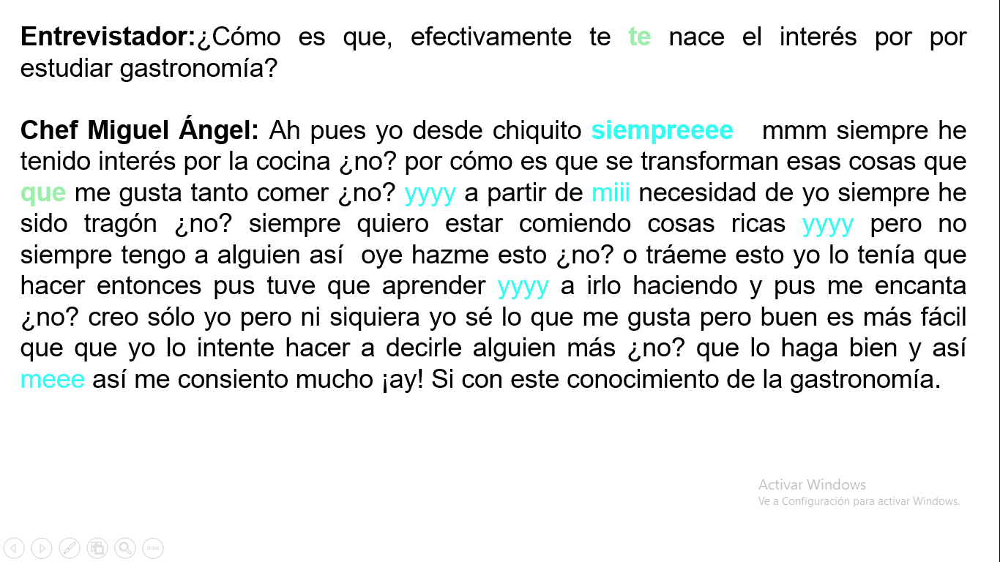 Entrevistador:¿Cómo es que, efectivamente te te nace el interés por por
estudiar gastronomía?
Chef Miguel Ángel: Ah pues yo desde chiquito siempreeee mmm siempre he
tenido interés por la cocina ¿no? por cómo es que se transforman esas cosas que
que me gusta tanto comer ¿no? yyyy a partir de miii necesidad de yo siempre he
sido tragón ¿no? siempre quiero estar comiendo cosas ricas yyyy pero no
siempre tengo a alguien así oye hazme esto ¿no? o tráeme esto yo lo tenía que
hacer entonces pus tuve que aprender yyyy a irlo haciendo y pus me encanta
¿no? creo sólo yo pero ni siquiera yo sé lo que me gusta pero buen es más fácil
que que yo lo intente hacer a decirle alguien más ¿no? que lo haga bien y así
meee así me consiento mucho ¡ay! Si con este conocimiento de la gastronomía.
Activar Windows
Ve a Configuración para activar Windows.